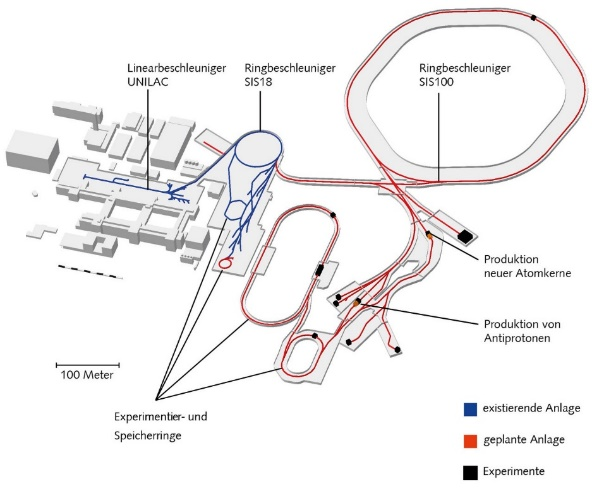 Linearbeschleuniger
UNILAC
Ringbeschleuniger
SIS18
Ringbeschleuniger
SIS100
Produktion
neuer Atomkerne
Produktion von
Antiprotonen
100 Meter
Experimentier- und
Speicherringe
existierende Anlage
geplante Anlage
Experimente